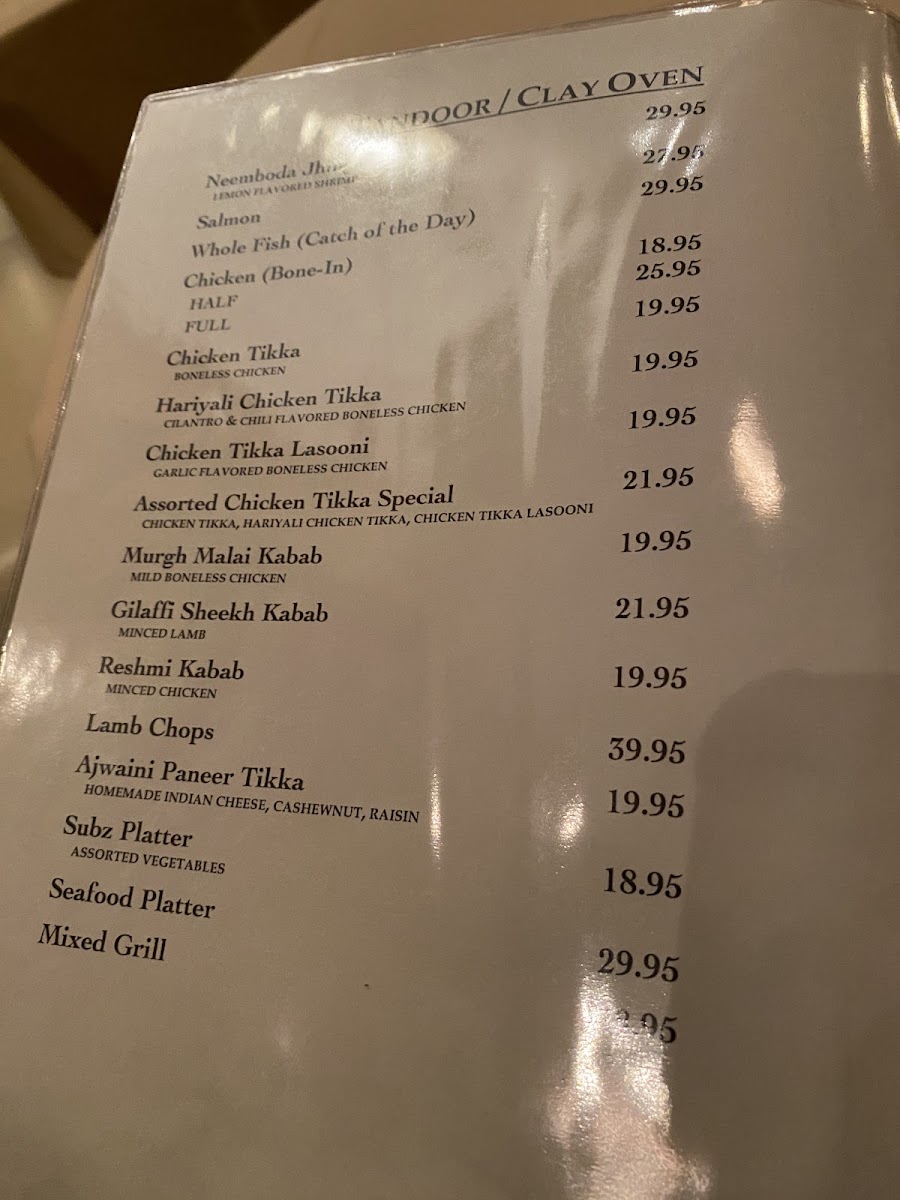 / CLAY OVEN
Neemboda 29.95
LEMON FLAVORED SHRIMP
Salmon 27.95
Whole Fish (Catch of the Day) 29.95
Chicken (Bone-In)
HALF 18.95
FULL 25.95
Chicken Tikka 19.95
BONELESS CHICKEN
Hariyali Chicken Tikka 19.95
CILANTRO & CHILI FLAVORED BONELESS CHICKEN
Chicken Tikka Lasooni 19.95
GARLIC FLAVORED BONELESS CHICKEN
Assorted Chicken Tikka Special 21.95
CHICKEN TIKKA, HARIYALI CHICKEN TIKKA, CHICKEN TIKKA LASOONI
Murgh Malai Kabab 19.95
MILD BONELESS CHICKEN
Gilaffi Sheekh Kabab 21.95
MINCED LAMB
Reshmi Kabab 19.95
MINCED CHICKEN
Lamb Chops 39.95
Ajwaini Paneer Tikka 19.95
HOMEMADE INDIAN CHEESE, CASHEWNUT, RAISIN
Subz Platter 18.95
ASSORTED VEGETABLES
Seafood Platter 29.95
Mixed Grill